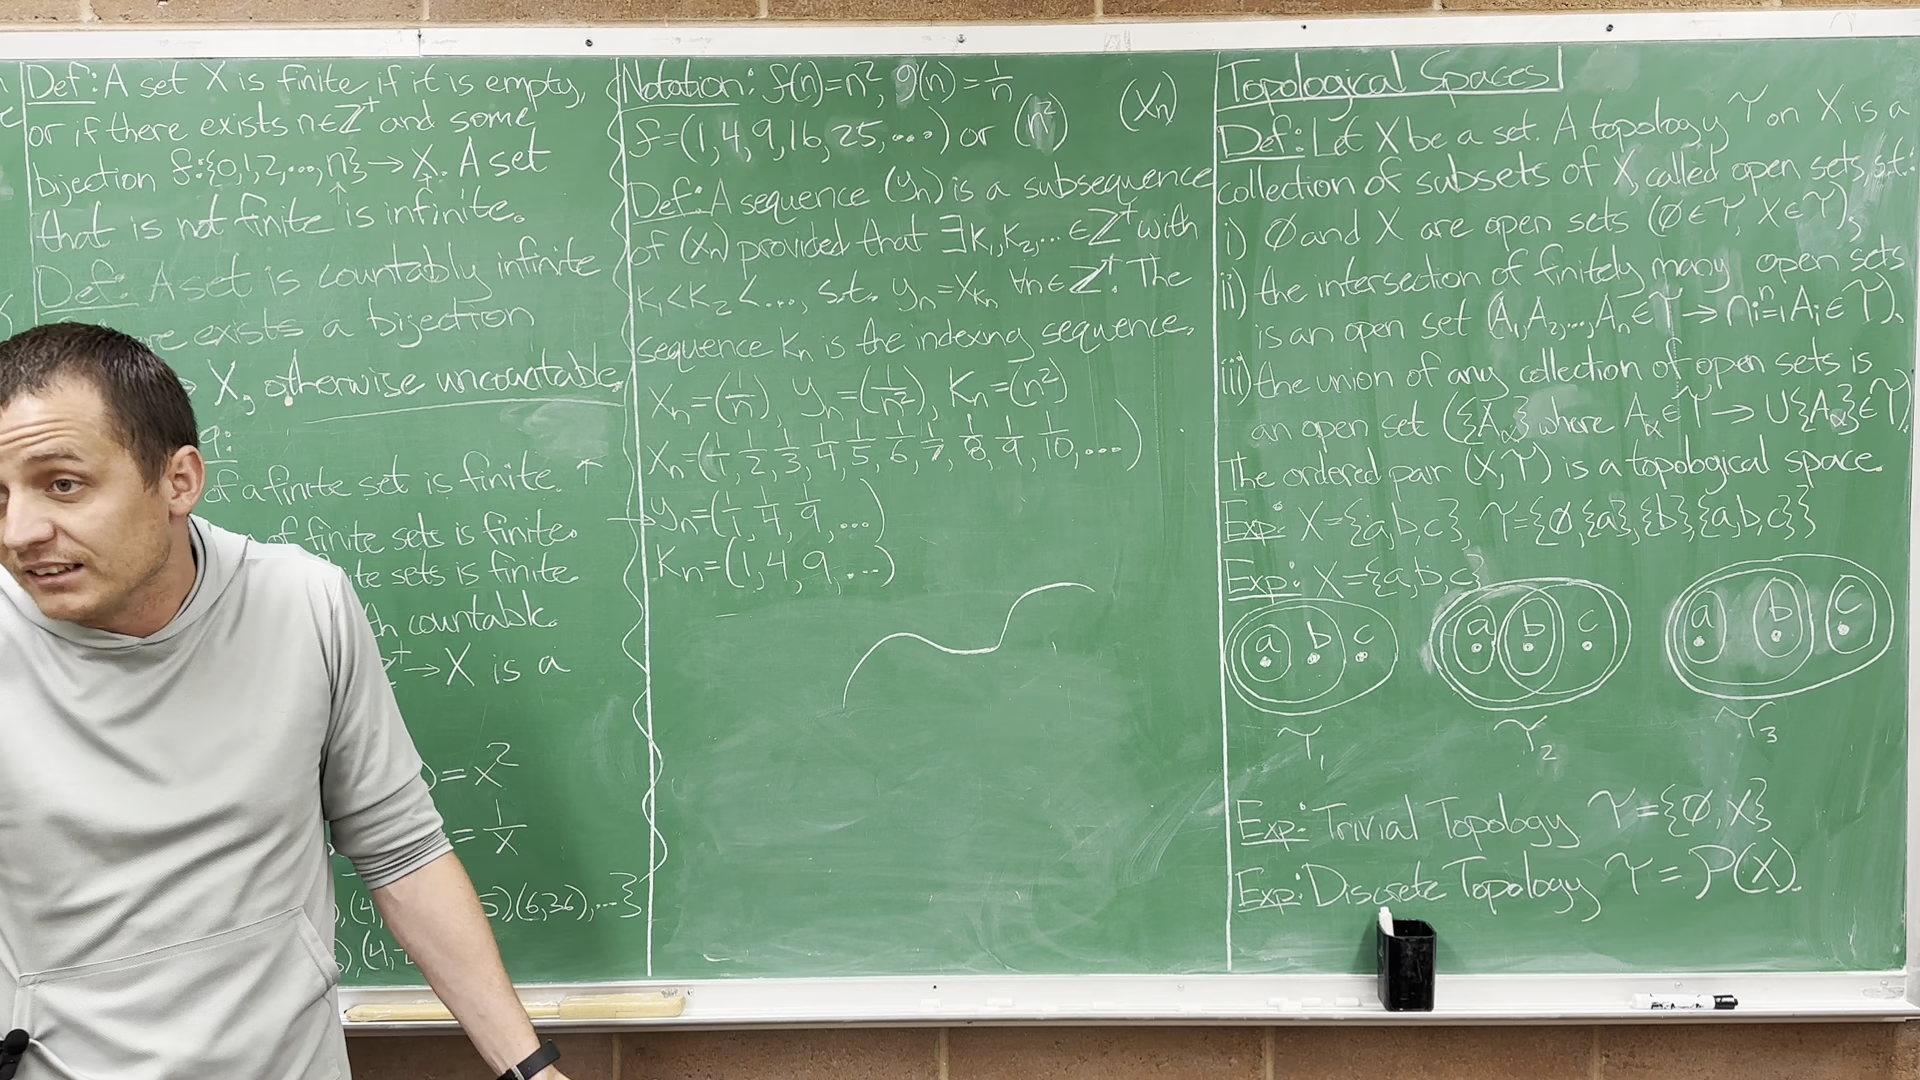 Def: A set X is finite if it is empty,
or if there exists n∈Z⁺ and some
bijection f:{0,1,2,...,n}→X. A set
that is not finite is infinite.
Def: A set is countably infinite
exists a bijection
X, otherwise uncountable.
of a finite set is finite.
of finite sets is finite.
sets is finite.
countable.
→X is a
=x²
=1/x
,(4, 5),(6,36),...}
),(4,
Notation: f(n)=n², g(n)=1/n
f=(1,4,9,16,25,...) or (n²) (Xn)
Def: A sequence (yn) is a subsequence
of (xn) provided that ∃k₁,k₂,... ∈Z⁺ with
k₁<k₂<..., s.t. yn=x_kn ∀n∈Z⁺. The
sequence kn is the indexing sequence.
Xn=(1/n), yn=(1/n²), Kn=(n²)
Xn=(1/1,1/2,1/3,1/4,1/5,1/6,1/7,1/8,1/9,1/10,...)
yn=(1/1,1/4,1/9,...)
Kn=(1,4,9,...)
Topological Spaces
Def: Let X be a set. A topology 𝒯 on X is a
collection of subsets of X, called open sets, s.t.
i) Ø and X are open sets (Ø∈𝒯, X∈𝒯),
ii) the intersection of finitely many open sets
is an open set (A₁,A₂,...,An∈𝒯→∩ⁿi=1 Ai∈𝒯),
iii) the union of any collection of open sets is
an open set ({Aα} where Aα∈𝒯→∪{Aα}∈𝒯)
The ordered pair (X,𝒯) is a topological space.
Exp: X={a,b,c}, 𝒯={Ø,{a},{b},{a,b,c}}
Exp: X={a,b,c}
a b c a b c a b c
𝒯₁ 𝒯₂ 𝒯₃
Exp: Trivial Topology 𝒯={Ø,X}
Exp: Discrete Topology 𝒯=P(X).